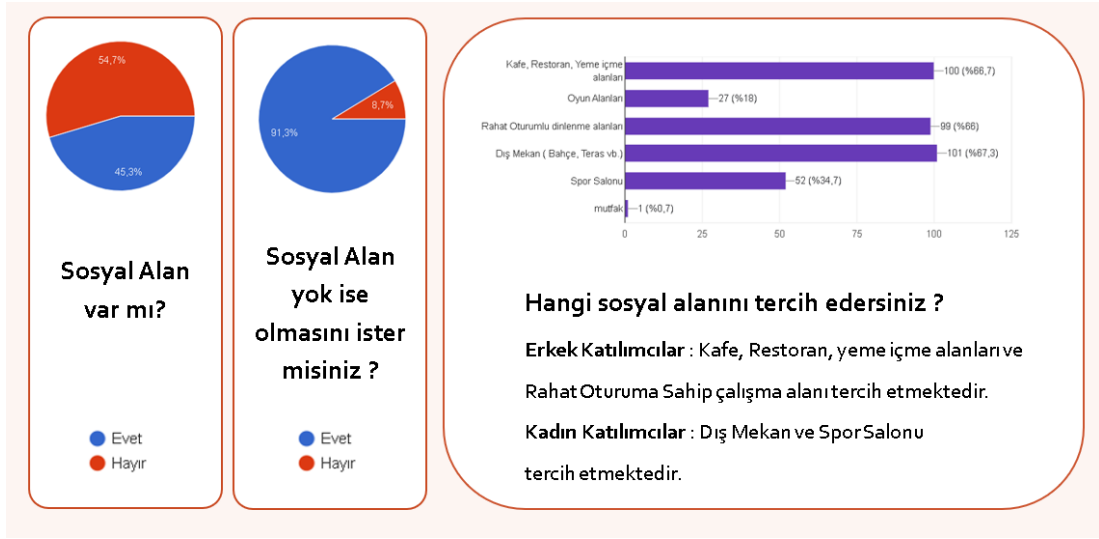 54,7%
45,3%
Sosyal Alan
var mı?
Evet
Hayır
91,3%
8,7%
Sosyal Alan
yok ise
olmasını ister
misiniz ?
Evet
Hayır
Kafe, Restoran, Yeme içme
alanları
100 (%66,7)
Oyun Alanları
27 (%18)
Rahat Oturumlu dinlenme alanları
99 (%66)
Dış Mekan ( Bahçe, Teras vb.)
101 (%67,3)
Spor Salonu
52 (%34,7)
mutfak
1 (%0,7)
0 25 50 75 100 125
Hangi sosyal alanını tercih edersiniz ?
Erkek Katılımcılar : Kafe, Restoran, yeme içme alanları ve
Rahat Oturuma Sahip çalışma alanı tercih etmektedir.
Kadın Katılımcılar : Dış Mekan ve Spor Salonu
tercih etmektedir.